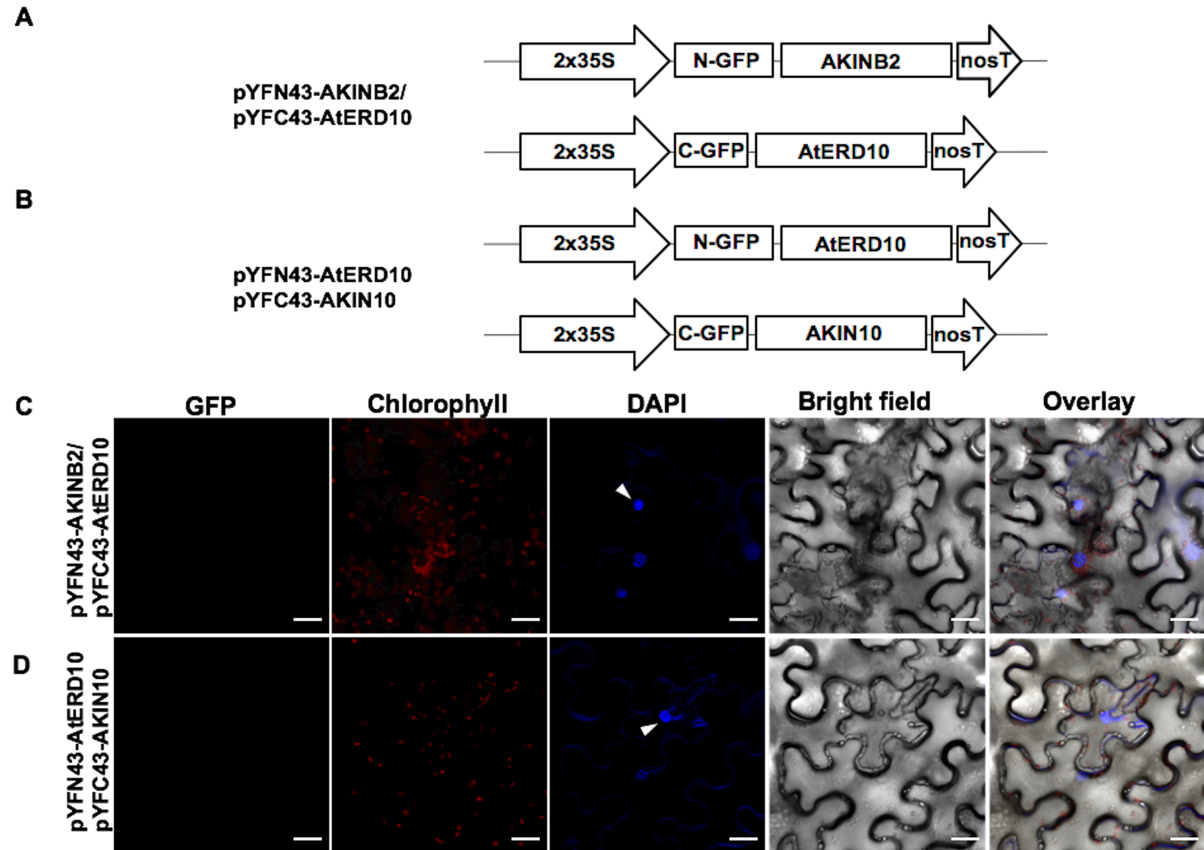 A
2x35S N-GFP AKINB2 nosT
pYFN43-AKINB2/
pYFC43-AtERD10
2x35S C-GFP AtERD10 nosT
B
2x35S N-GFP AtERD10 nosT
pYFN43-AtERD10
pYFC43-AKIN10
2x35S C-GFP AKIN10 nosT
C
GFP Chlorophyll DAPI Bright field Overlay
pYFN43-AKINB2/
pYFC43-AtERD10
D
pYFN43-AtERD10
pYFC43-AKIN10